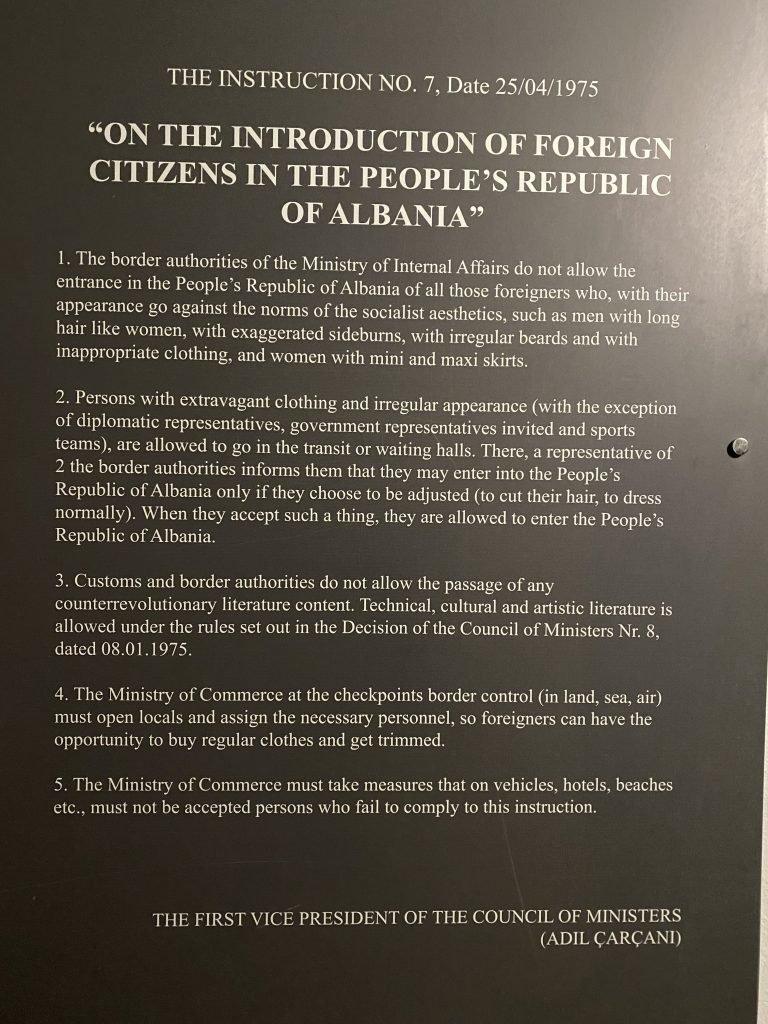 THE INSTRUCTION NO. 7, Date 25/04/1975
“ON THE INTRODUCTION OF FOREIGN
CITIZENS IN THE PEOPLE’S REPUBLIC
OF ALBANIA”
1. The border authorities of the Ministry of Internal Affairs do not allow the
entrance in the People’s Republic of Albania of all those foreigners who, with their
appearance go against the norms of the socialist aesthetics, such as men with long
hair like women, with exaggerated sideburns, with irregular beards and with
inappropriate clothing, and women with mini and maxi skirts.
2. Persons with extravagant clothing and irregular appearance (with the exception
of diplomatic representatives, government representatives invited and sports
teams), are allowed to go in the transit or waiting halls. There, a representative of
2 the border authorities informs them that they may enter into the People’s
Republic of Albania only if they choose to be adjusted (to cut their hair, to dress
normally). When they accept such a thing, they are allowed to enter the People’s
Republic of Albania.
3. Customs and border authorities do not allow the passage of any
counterrevolutionary literature content. Technical, cultural and artistic literature is
allowed under the rules set out in the Decision of the Council of Ministers Nr. 8,
dated 08.01.1975.
4. The Ministry of Commerce at the checkpoints border control (in land, sea, air)
must open locals and assign the necessary personnel, so foreigners can have the
opportunity to buy regular clothes and get trimmed.
5. The Ministry of Commerce must take measures that on vehicles, hotels, beaches
etc., must not be accepted persons who fail to comply to this instruction.
THE FIRST VICE PRESIDENT OF THE COUNCIL OF MINISTERS
(ADIL ÇARÇANI)